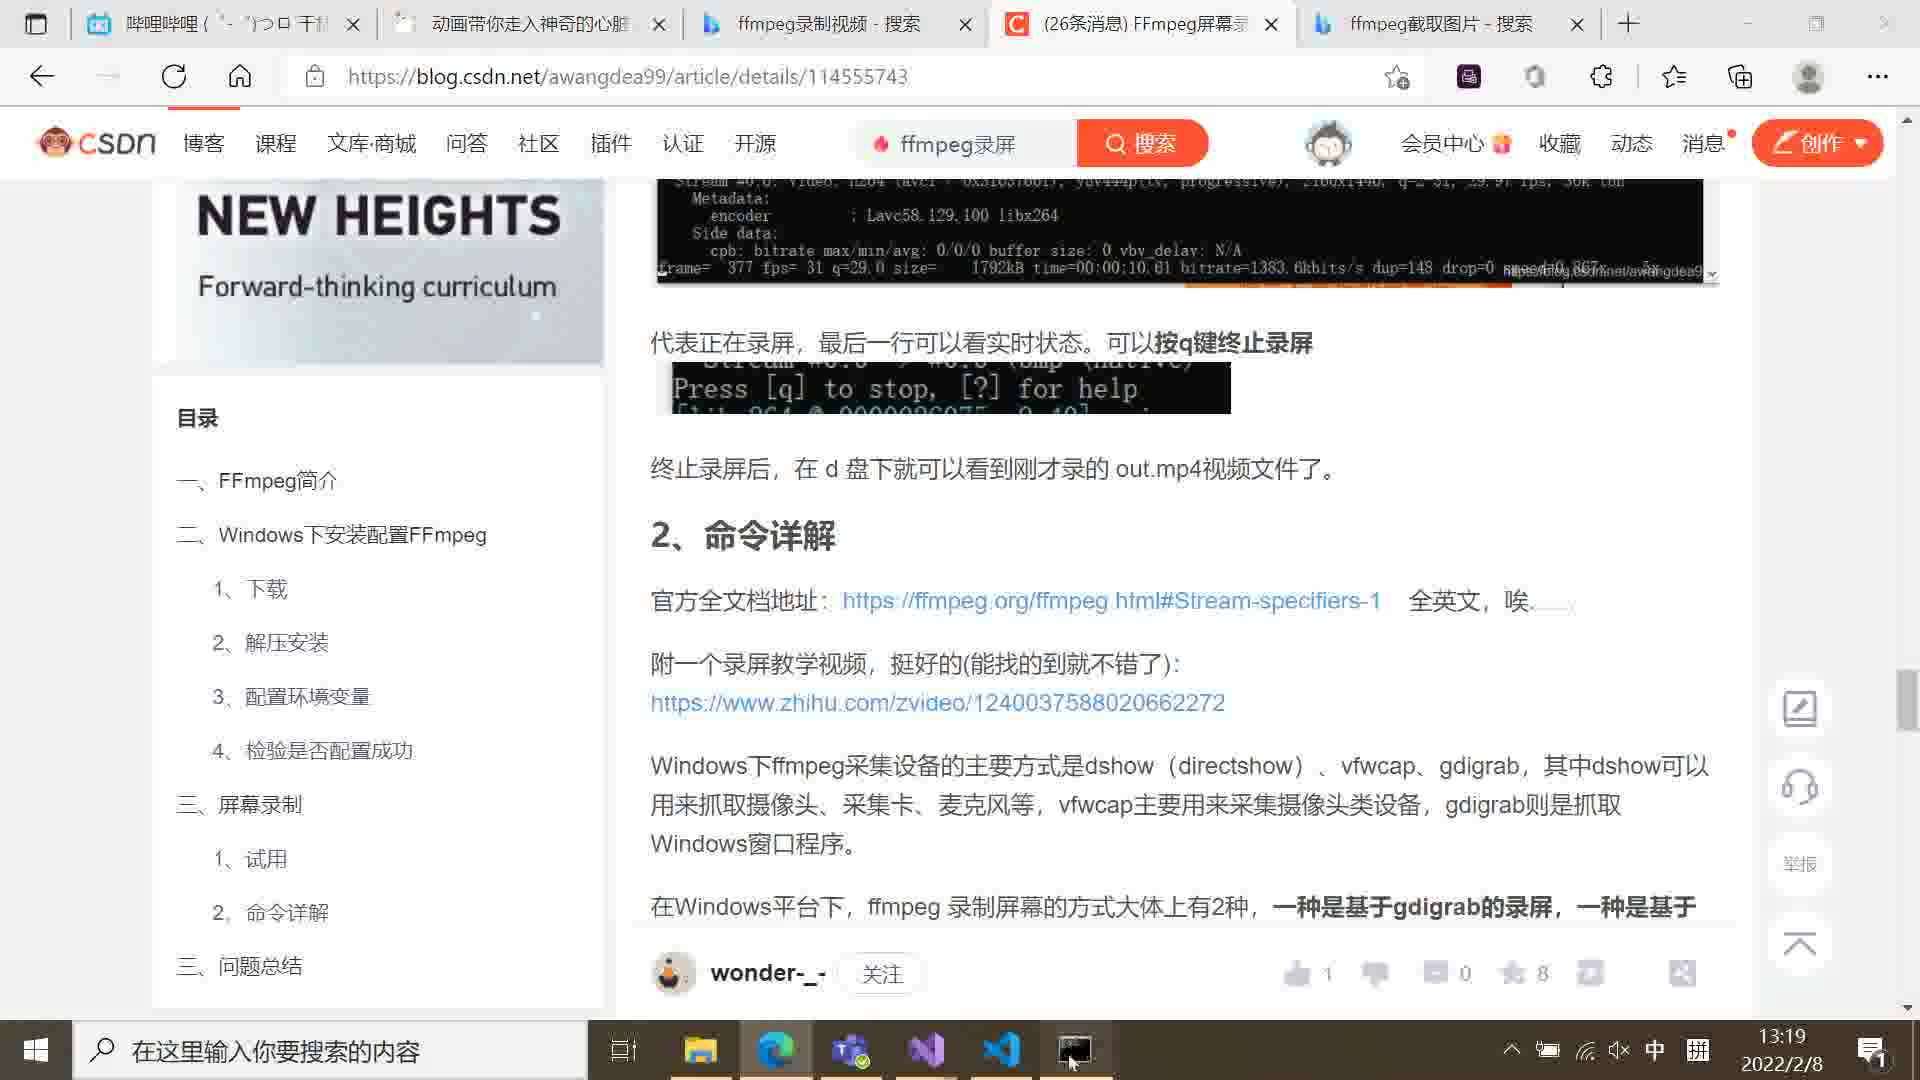 哔哩哔哩 (゜-゜)つロ 干杯
动画带你走入神奇的心脏
ffmpeg录制视频 - 搜索
(26条消息) FFmpeg屏幕录
ffmpeg截取图片 - 搜索
https://blog.csdn.net/awangdea99/article/details/114555743
CSDN
博客
课程
文库·商城
问答
社区
插件
认证
开源
ffmpeg录屏
搜索
会员中心
收藏
动态
消息
创作
NEW HEIGHTS
Forward-thinking curriculum
Metadata:
encoder : Lavc58.129.100 libx264
Side data:
cpb: bitrate max/min/avg: 0/0/0 buffer size: 0 vbv_delay: N/A
frame= 377 fps= 31 q=29.0 size= 1792kB time=00:00:10.61 bitrate=1383.6kbits/s dup=148 drop=0
代表正在录屏，最后一行可以看实时状态。可以按q键终止录屏
Press [q] to stop, [?] for help
终止录屏后，在 d 盘下就可以看到刚才录的 out.mp4视频文件了。
2、命令详解
官方全文档地址：https://ffmpeg.org/ffmpeg.html#Stream-specifiers-1 全英文，唉......
附一个录屏教学视频，挺好的(能找的到就不错了)：
https://www.zhihu.com/zvideo/1240037588020662272
Windows下ffmpeg采集设备的主要方式是dshow（directshow）、vfwcap、gdigrab，其中dshow可以
用来抓取摄像头、采集卡、麦克风等，vfwcap主要用来采集摄像头类设备，gdigrab则是抓取
Windows窗口程序。
在Windows平台下，ffmpeg 录制屏幕的方式大体上有2种，一种是基于gdigrab的录屏，一种是基于
目录
一、FFmpeg简介
二、Windows下安装配置FFmpeg
1、下载
2、解压安装
3、配置环境变量
4、检验是否配置成功
三、屏幕录制
1、试用
2、命令详解
三、问题总结
wonder-_-
关注
1
0
8
举报
在这里输入你要搜索的内容
中
拼
13:19
2022/2/8
1